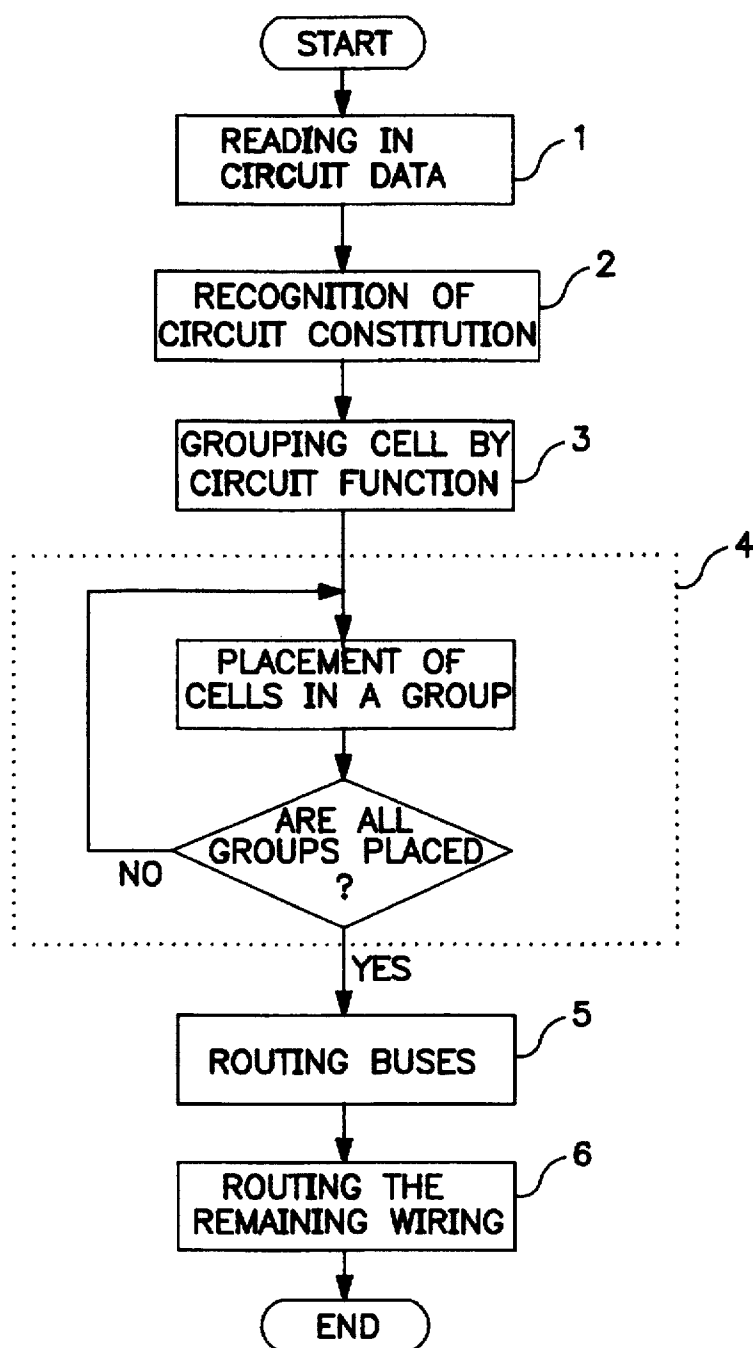 START
READING IN
CIRCUIT DATA
1
RECOGNITION OF
CIRCUIT CONSTITUTION
2
GROUPING CELL BY
CIRCUIT FUNCTION
3
4
PLACEMENT OF
CELLS IN A GROUP
ARE ALL
GROUPS PLACED
?
NO
YES
ROUTING BUSES
5
ROUTING THE
REMAINING WIRING
6
END